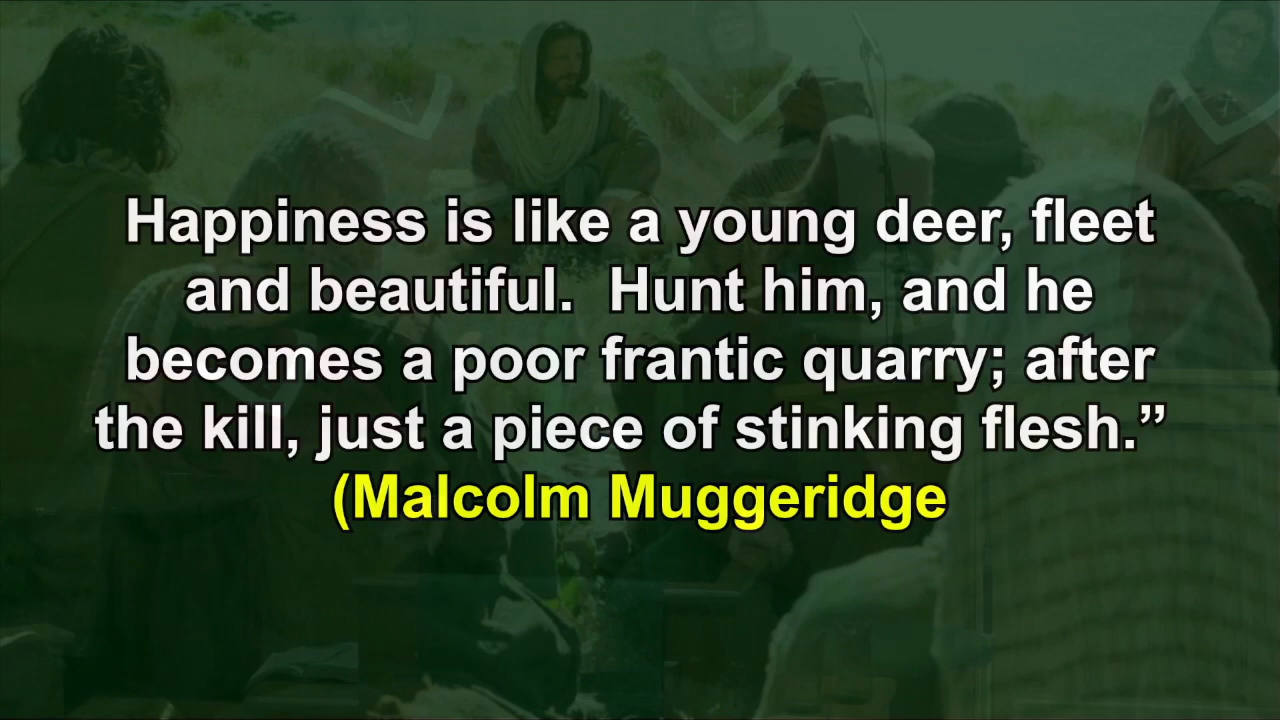 Happiness is like a young deer, fleet
and beautiful.  Hunt him, and he
becomes a poor frantic quarry; after
the kill, just a piece of stinking flesh.”
(Malcolm Muggeridge